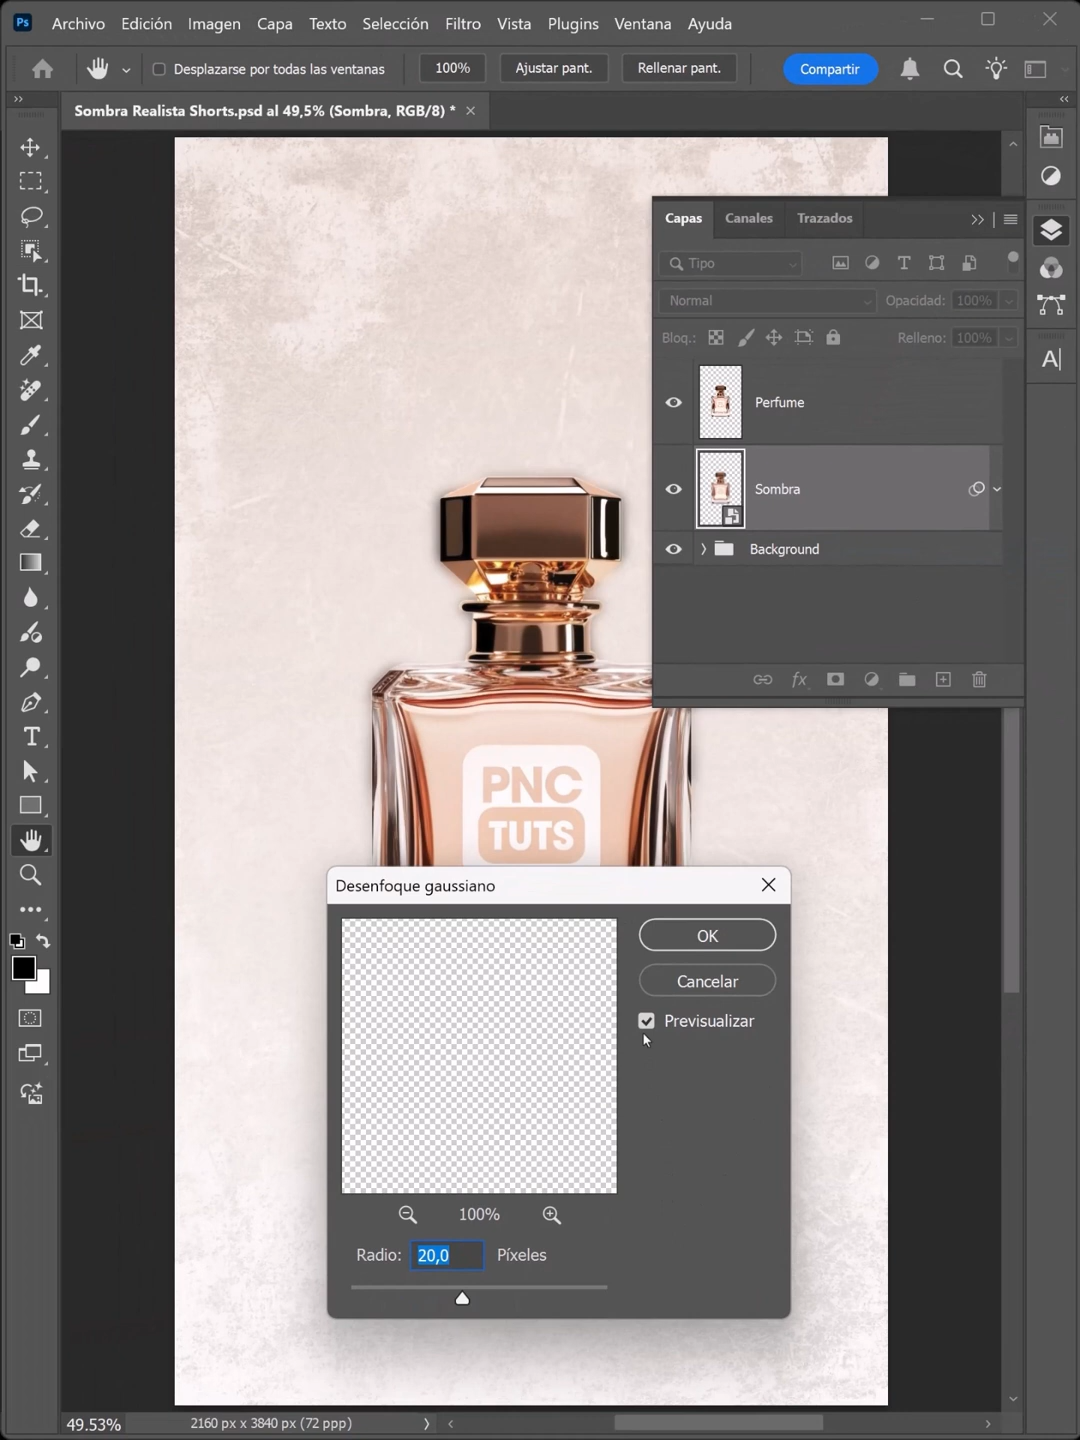 Ps Archivo Edición Imagen Capa Texto Selección Filtro Vista Plugins Ventana Ayuda
Desplazarse por todas las ventanas 100% Ajustar pant. Rellenar pant. Compartir
Sombra Realista Shorts.psd al 49,5% (Sombra, RGB/8) *
Capas Canales Trazados
Tipo
Normal Opacidad: 100%
Bloq.: Relleno: 100%
Perfume
Sombra
Background
PNC
TUTS
Desenfoque gaussiano
OK
Cancelar
Previsualizar
100%
Radio: 20,0 Píxeles
49.53% 2160 px x 3840 px (72 ppp)